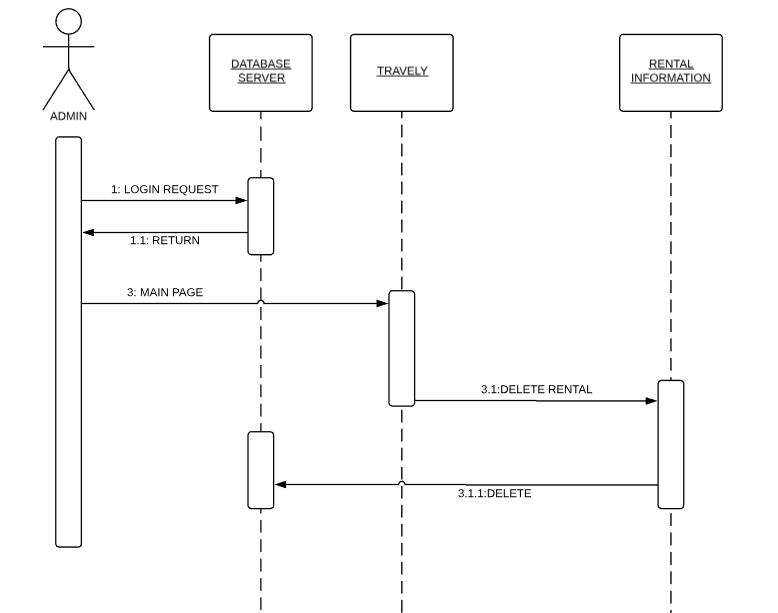 ADMIN
DATABASE
SERVER
TRAVELY
RENTAL
INFORMATION
1: LOGIN REQUEST
1.1: RETURN
3: MAIN PAGE
3.1:DELETE RENTAL
3.1.1:DELETE